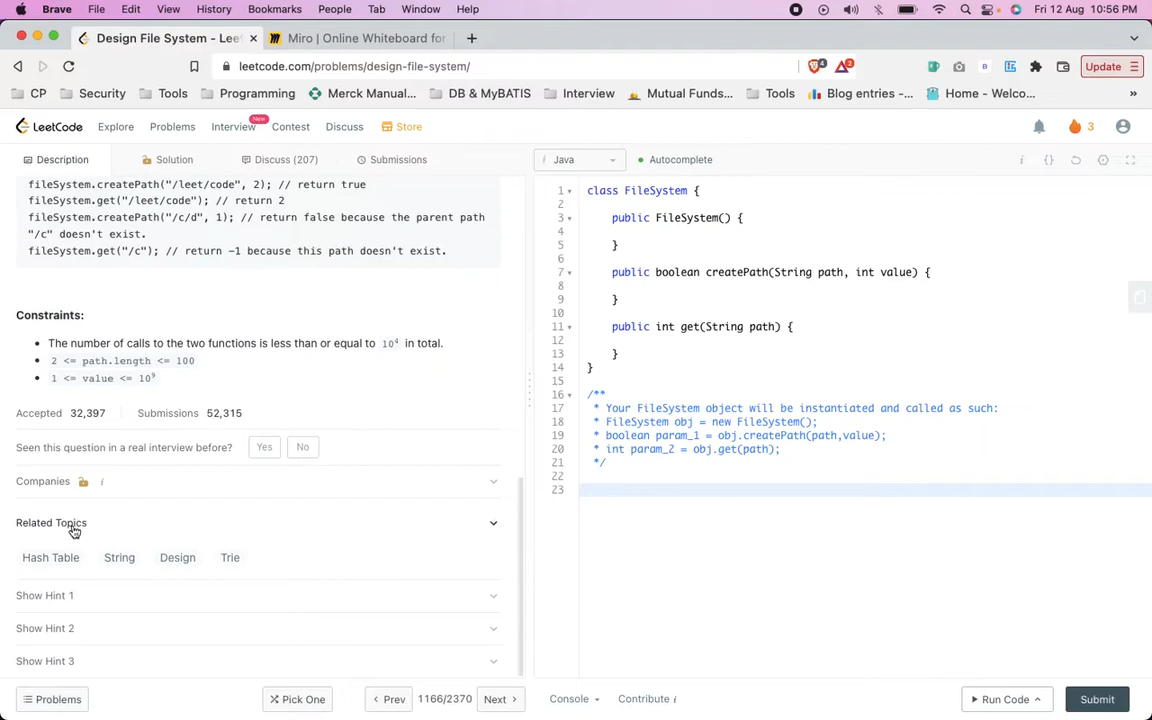 Brave File Edit View History Bookmarks People Tab Window Help Fri 12 Aug 10:56 PM
Design File System - Leet × Miro | Online Whiteboard for +
leetcode.com/problems/design-file-system/ 4 2 Update
CP Security Tools Programming Merck Manual... DB & MyBATIS Interview Mutual Funds... Tools Blog entries -... Home - Welco... »
LeetCode Explore Problems Interview New Contest Discuss Store 3
Description Solution Discuss (207) Submissions
i Java Autocomplete i {}
fileSystem.createPath("/leet/code", 2); // return true
fileSystem.get("/leet/code"); // return 2
fileSystem.createPath("/c/d", 1); // return false because the parent path
"/c" doesn't exist.
fileSystem.get("/c"); // return -1 because this path doesn't exist.
Constraints:
• The number of calls to the two functions is less than or equal to 10⁴ in total.
• 2 <= path.length <= 100
• 1 <= value <= 10⁹
Accepted 32,397 Submissions 52,315
Seen this question in a real interview before? Yes No
Companies i
Related Topics
Hash Table String Design Trie
Show Hint 1
Show Hint 2
Show Hint 3
Problems Pick One < Prev 1166/2370 Next >
1 class FileSystem {
2
3 public FileSystem() {
4
5 }
6
7 public boolean createPath(String path, int value) {
8
9 }
10
11 public int get(String path) {
12
13 }
14 }
15
16 /**
17 * Your FileSystem object will be instantiated and called as such:
18 * FileSystem obj = new FileSystem();
19 * boolean param_1 = obj.createPath(path,value);
20 * int param_2 = obj.get(path);
21 */
22
23
Console Contribute i Run Code Submit